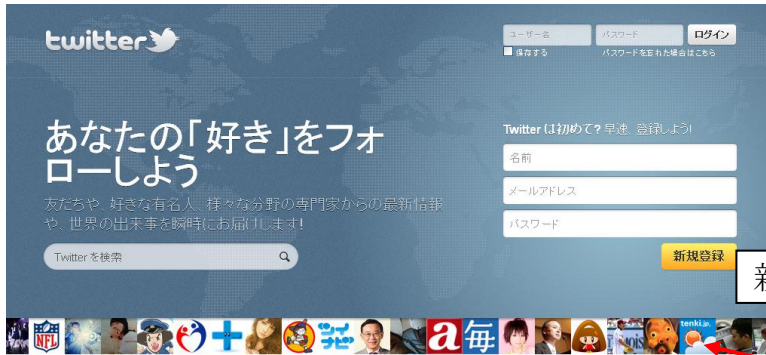 twitter
ユーザー名
パスワード
ログイン
保存する
パスワードを忘れた場合はこちら
あなたの「好き」をフォ
ローしよう
友だちや、好きな有名人、様々な分野の専門家からの最新情報
や、世界の出来事を瞬時にお届けします!
Twitter を検索
Twitter は初めて? 早速、登録しよう!
名前
メールアドレス
パスワード
新規登録
NFL
ツイ
ナビ
a
毎
tenki.jp